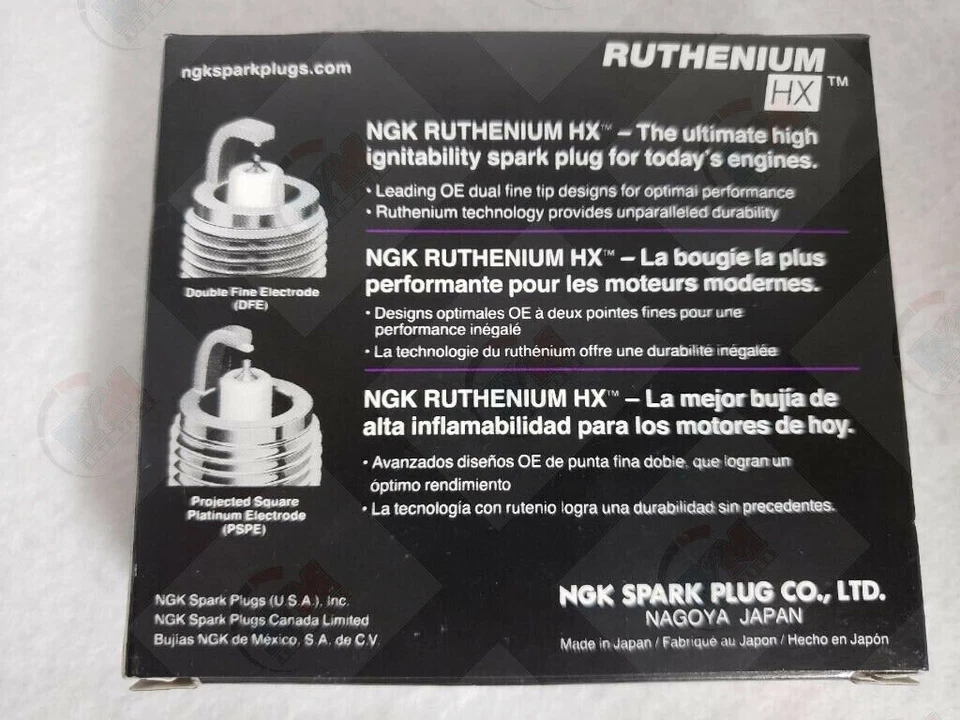 ngksparkplugs.com
RUTHENIUM
HX™
NGK RUTHENIUM HX™ – The ultimate high
ignitability spark plug for today's engines.
• Leading OE dual fine tip designs for optimal performance
• Ruthenium technology provides unparalleled durability
Double Fine Electrode
(DFE)
NGK RUTHENIUM HX™ – La bougie la plus
performante pour les moteurs modernes.
• Designs optimales OE à deux pointes fines pour une
performance inégalé
• La technologie du ruthénium offre une durabilité inégalée
Projected Square
Platinum Electrode
(PSPE)
NGK RUTHENIUM HX™ – La mejor bujía de
alta inflamabilidad para los motores de hoy.
• Avanzados diseños OE de punta fina doble, que logran un
óptimo rendimiento
• La tecnología con rutenio logra una durabilidad sin precedentes.
NGK Spark Plugs (U.S.A.), Inc.
NGK Spark Plugs Canada Limited
Bujías NGK de México, S.A. de C.V.
NGK SPARK PLUG CO., LTD.
NAGOYA JAPAN
Made in Japan / Fabriqué au Japon / Hecho en Japón